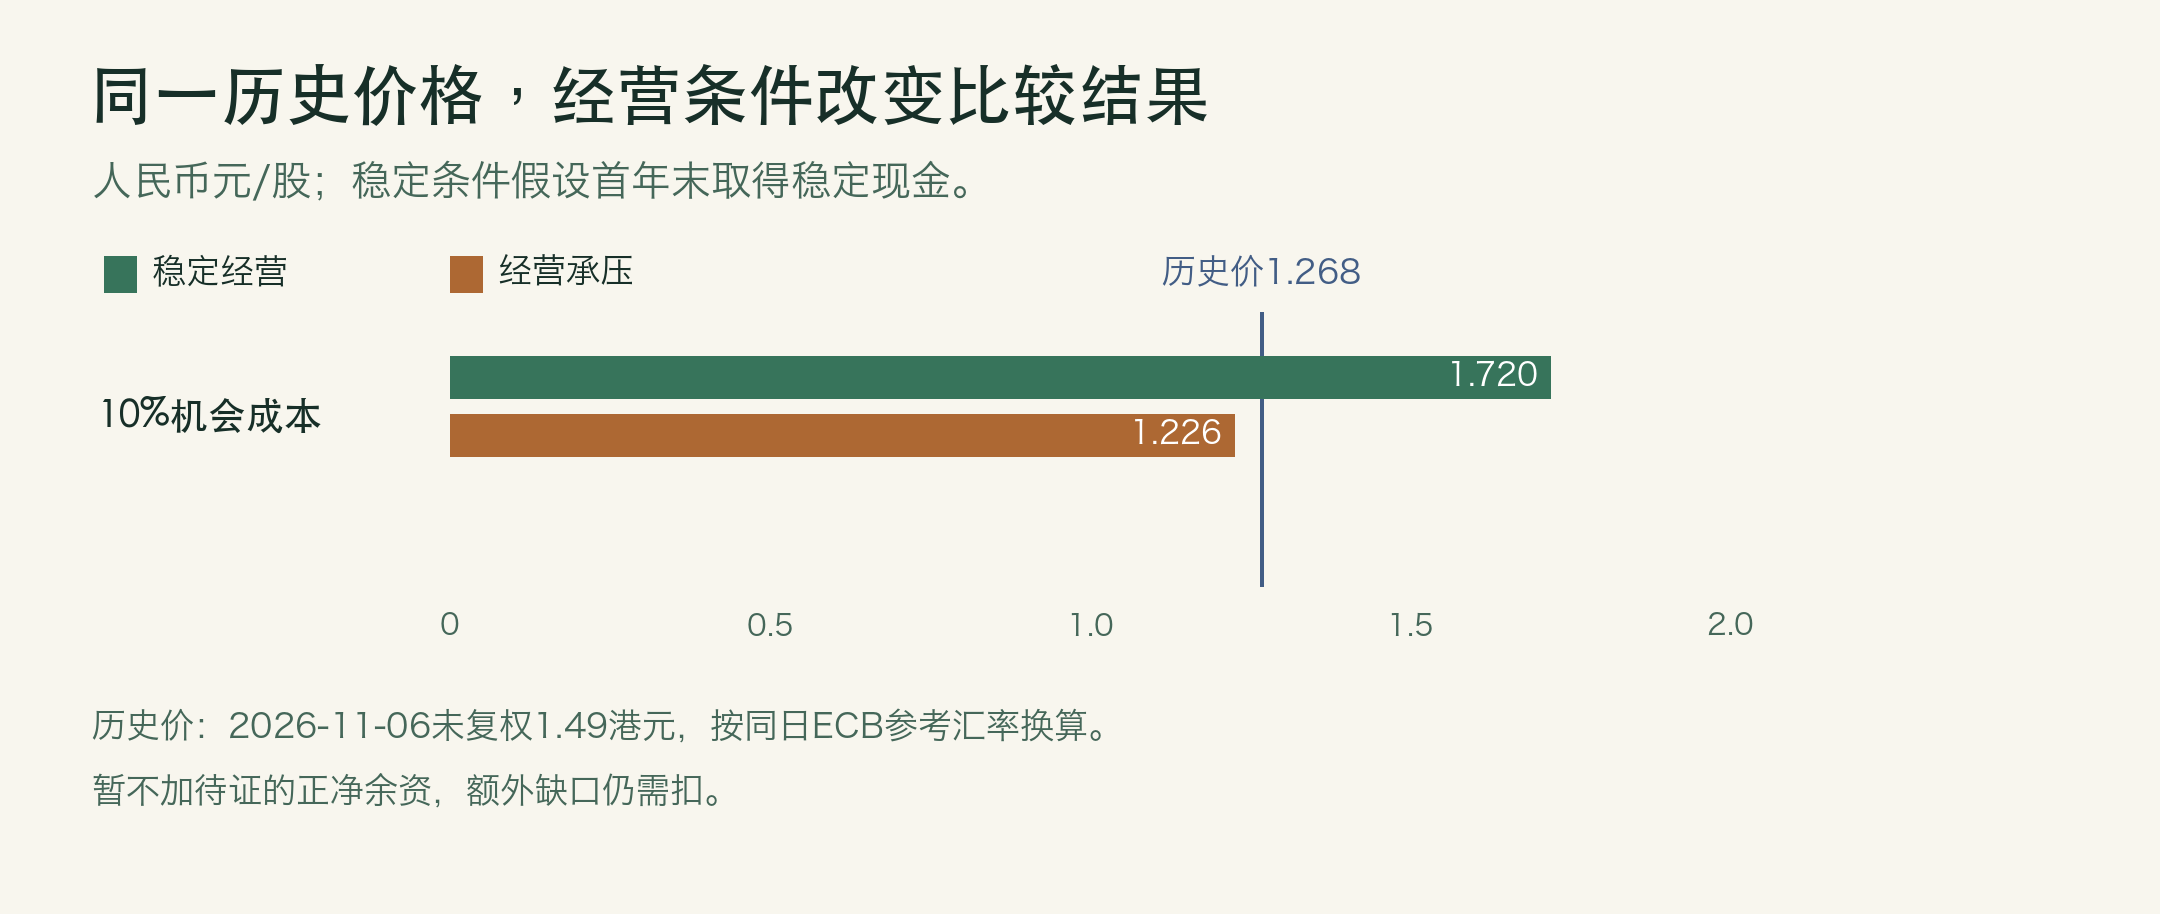 同一历史价格，经营条件改变比较结果
人民币元/股；稳定条件假设首年末取得稳定现金。
稳定经营 经营承压 历史价1.268
1.720
10%机会成本
1.226
0 0.5 1.0 1.5 2.0
历史价：2026-11-06未复权1.49港元，按同日ECB参考汇率换算。
暂不加待证的正净余资，额外缺口仍需扣。